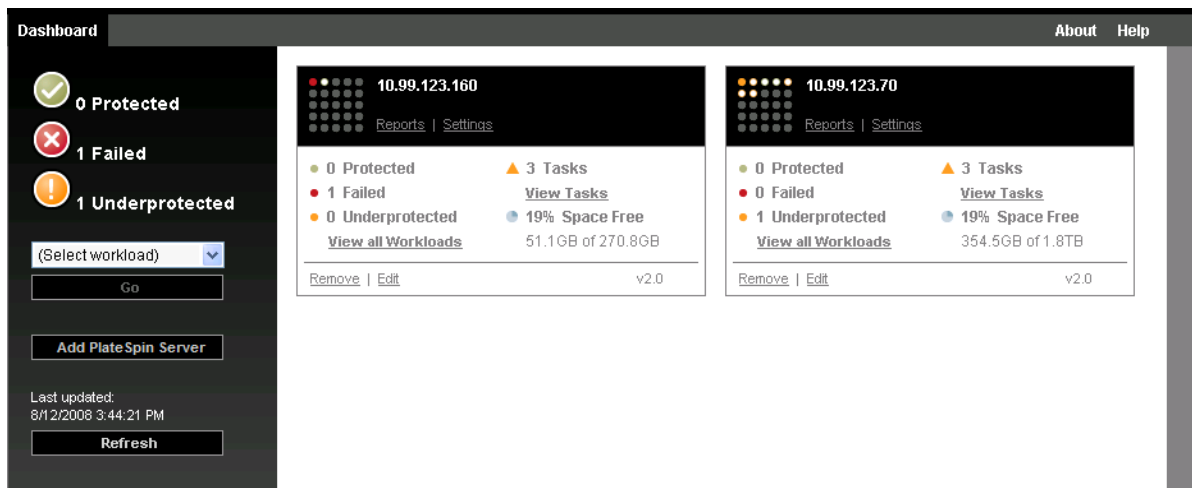 Dashboard
About Help
0 Protected
1 Failed
1 Underprotected
(Select workload)
Go
Add PlateSpin Server
Last updated:
8/12/2008 3:44:21 PM
Refresh
10.99.123.160
Reports | Settings
0 Protected
1 Failed
0 Underprotected
View all Workloads
3 Tasks
View Tasks
19% Space Free
51.1GB of 270.8GB
Remove | Edit
v2.0
10.99.123.70
Reports | Settings
0 Protected
0 Failed
1 Underprotected
View all Workloads
3 Tasks
View Tasks
19% Space Free
354.5GB of 1.8TB
Remove | Edit
v2.0